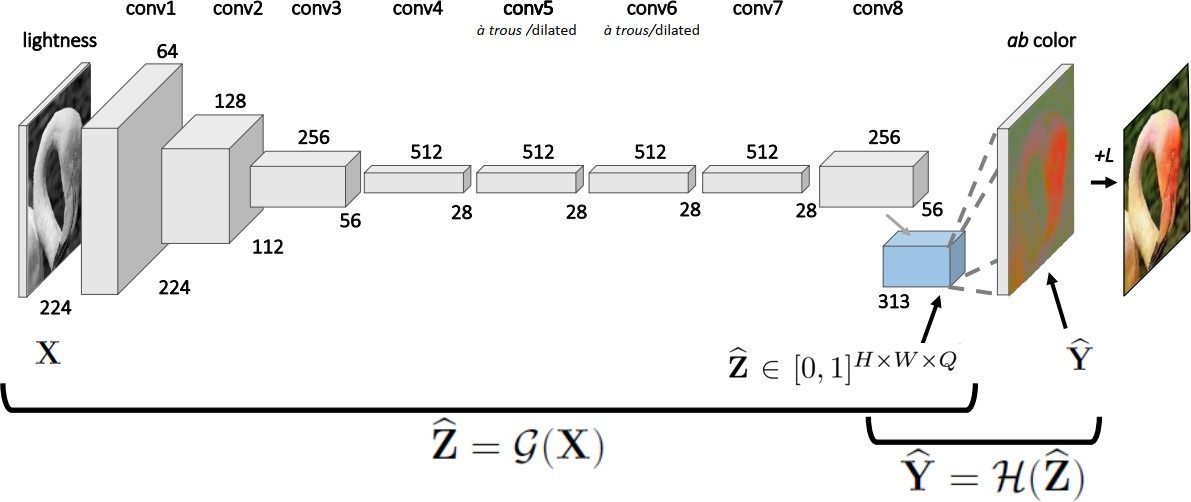 conv1 conv2 conv3 conv4 conv5 conv6 conv7 conv8
à trous /dilated à trous/dilated
lightness
ab color
64
128
256
512
512
512
512
256
+L
224
224
112
56
28
28
28
28
56
313
X
Ẑ ∈ [0, 1]^{H×W×Q}
Ŷ
Ẑ = 𝒢(X)
Ŷ = ℋ(Ẑ)